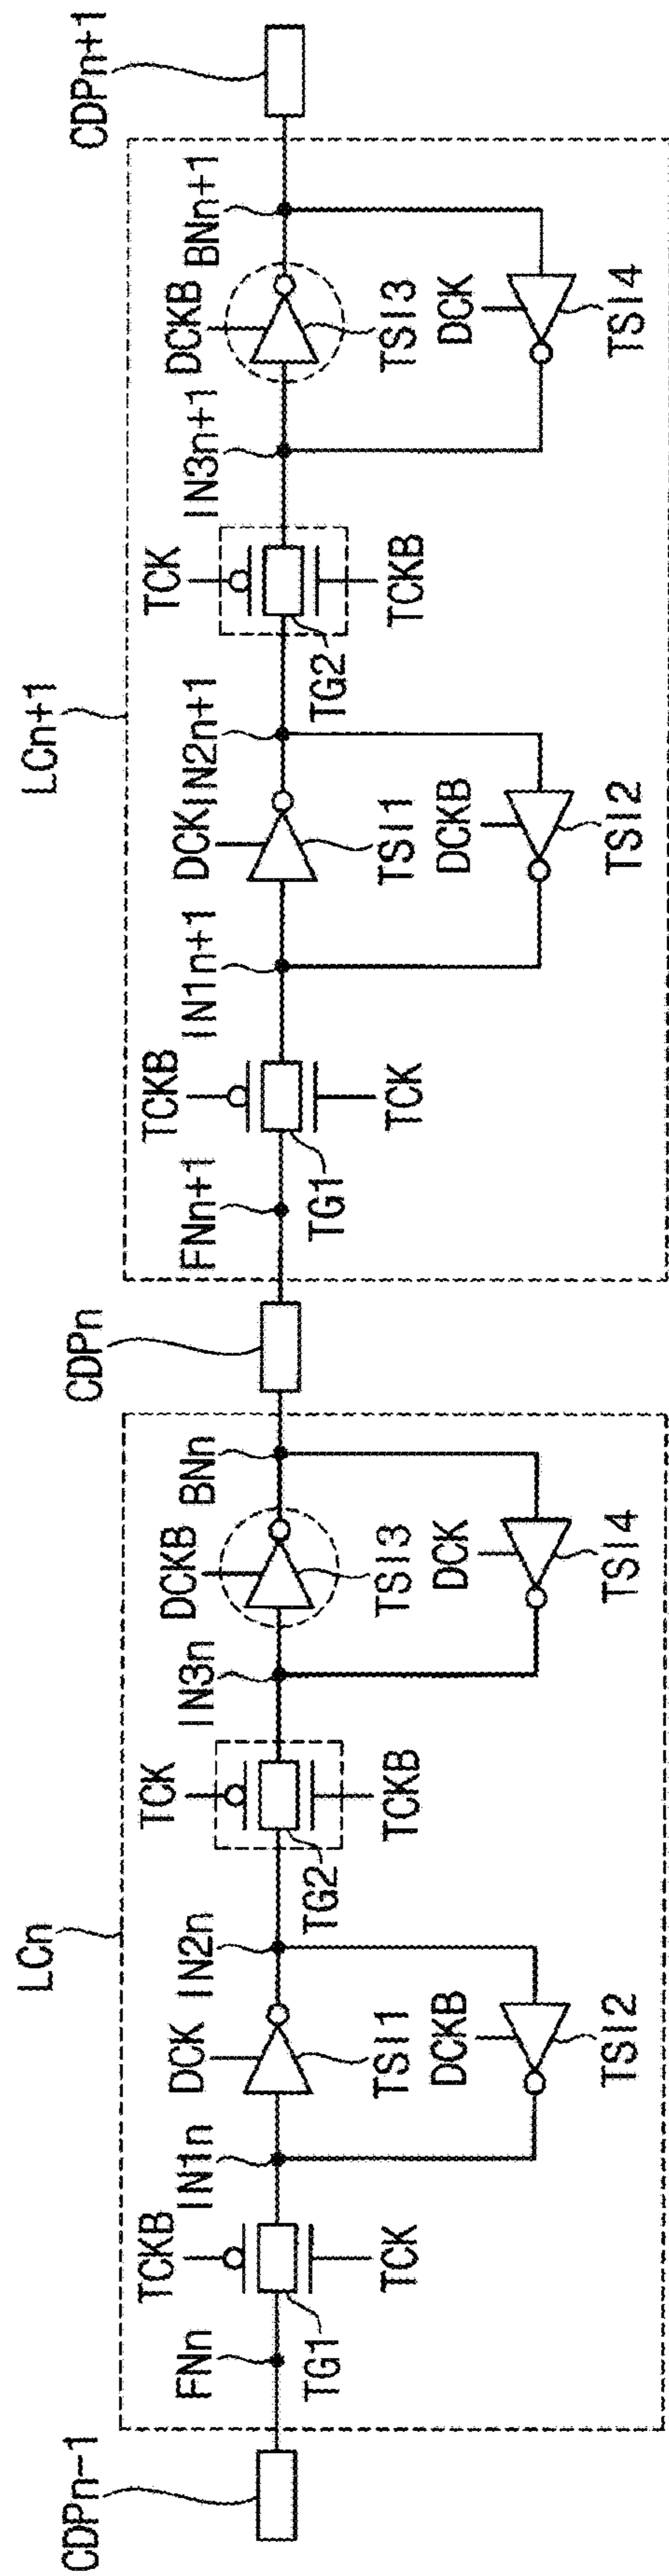 LCn
LCn+1
CDPn-1
FNn
TCKB
TG1
TCK
IN1n
DCK
TSI1
IN2n
DCKB
TSI2
TCK
TG2
TCKB
IN3n
DCKB
TSI3
BNn
DCK
TSI4
CDPn
FNn+1
TCKB
TG1
TCK
IN1n+1
DCK
TSI1
IN2n+1
DCKB
TSI2
TCK
TG2
TCKB
IN3n+1
DCKB
TSI3
BNn+1
DCK
TSI4
CDPn+1